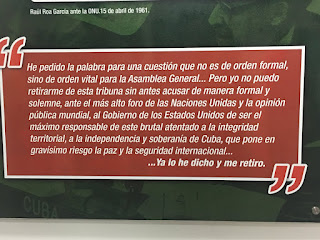 Raúl Roa García ante la ONU.15 de abril de 1961.
"
He pedido la palabra para una cuestión que no es de orden formal,
sino de orden vital para la Asamblea General... Pero yo no puedo
retirarme de esta tribuna sin antes acusar de manera formal y
solemne, ante el más alto foro de las Naciones Unidas y la opinión
pública mundial, al Gobierno de los Estados Unidos de ser el
máximo responsable de este brutal atentado a la integridad
territorial, a la independencia y soberanía de Cuba, que pone en
gravísimo riesgo la paz y la seguridad internacional...
...Ya lo he dicho y me retiro.
"
CUBA